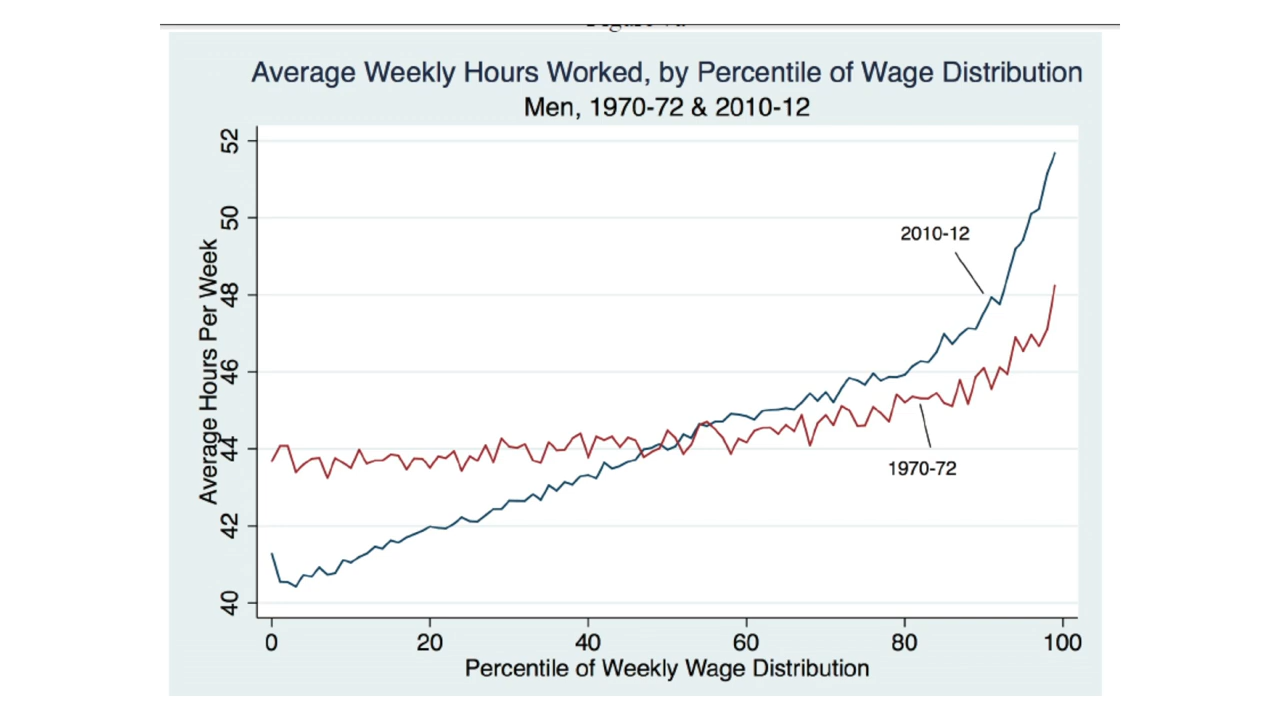 Average Weekly Hours Worked, by Percentile of Wage Distribution
Men, 1970-72 & 2010-12
Average Hours Per Week
52
50
48
46
44
42
40
2010-12
1970-72
0 20 40 60 80 100
Percentile of Weekly Wage Distribution